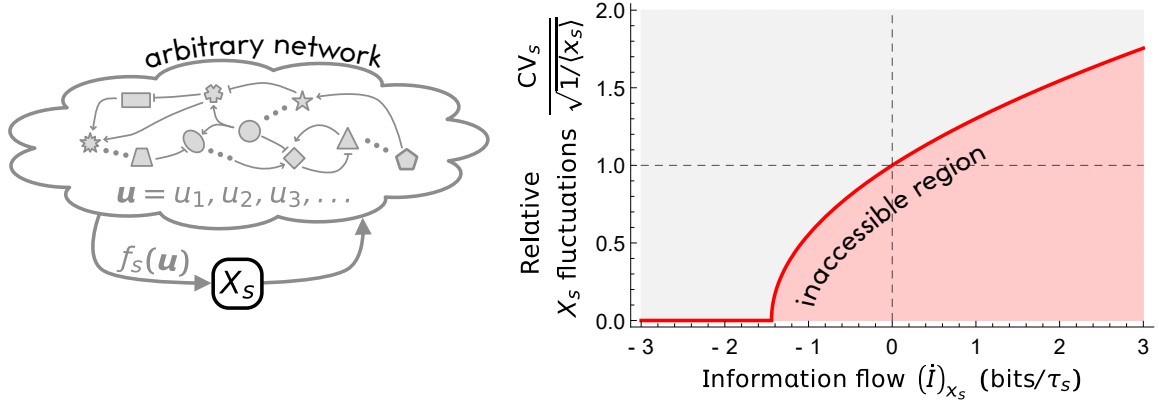 arbitrary network
u = u₁, u₂, u₃, ...
fₛ(u)
Xₛ
Relative
Xₛ fluctuations
CVₛ
√1/⟨xₛ⟩
2.0
1.5
1.0
0.5
0.0
inaccessible region
- 3
- 2
- 1
0
1
2
3
Information flow (İ)ₓₛ (bits/τₛ)